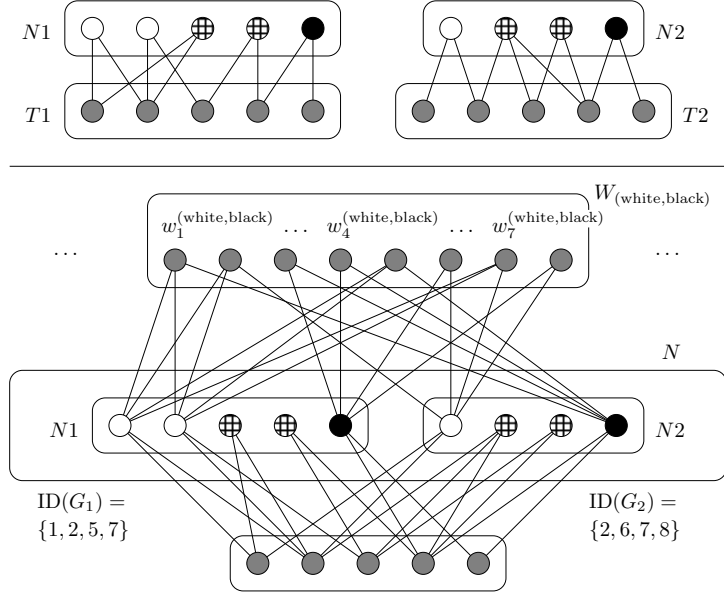 N1
N2
T1
T2
W(white,black)
w1(white,black) ... w4(white,black) ... w7(white,black)
... ...
N
N1
N2
ID(G1) =
{1, 2, 5, 7}
ID(G2) =
{2, 6, 7, 8}